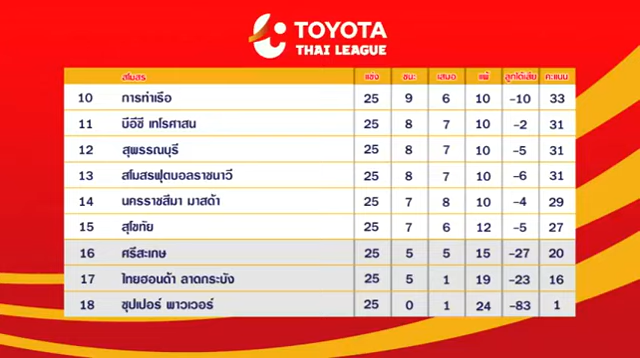 TOYOTA
THAI LEAGUE
สโมสร แข่ง ชนะ เสมอ แพ้ ลูกได้เสีย คะแนน
10 การท่าเรือ 25 9 6 10 -10 33
11 บีอีซี เทโรศาสน 25 8 7 10 -2 31
12 สุพรรณบุรี 25 8 7 10 -5 31
13 สโมสรฟุตบอลราชนาวี 25 8 7 10 -6 31
14 นครราชสีมา มาสด้า 25 7 8 10 -4 29
15 สุโขทัย 25 7 6 12 -5 27
16 ศรีสะเกษ 25 5 5 15 -27 20
17 ไทยฮอนด้า ลาดกระบัง 25 5 1 19 -23 16
18 ซุปเปอร์ พาวเวอร์ 25 0 1 24 -83 1